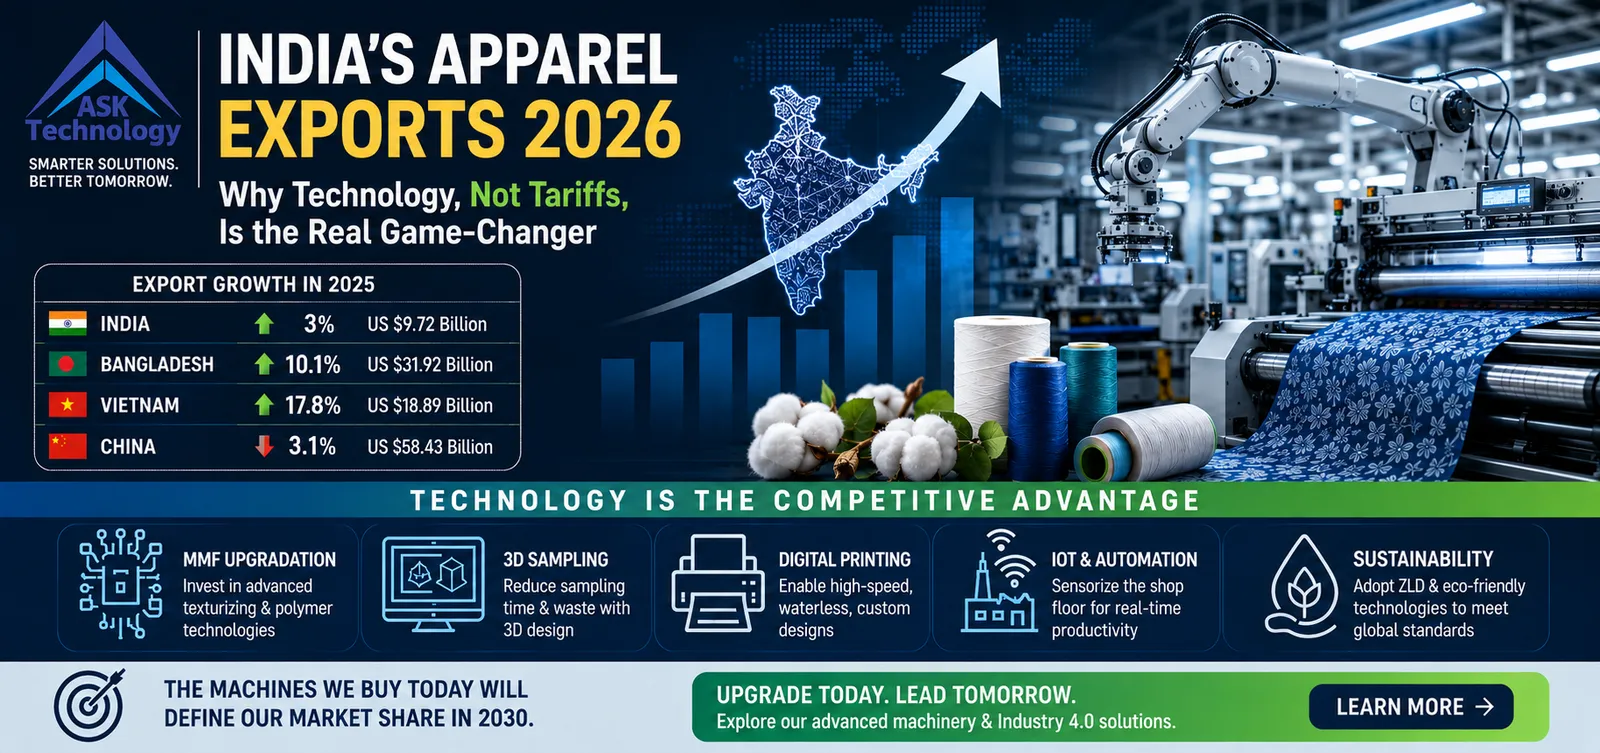 ASK
Technology
SMARTER SOLUTIONS.
BETTER TOMORROW.
INDIA'S APPAREL
EXPORTS 2026
Why Technology, Not Tariffs,
Is the Real Game-Changer
EXPORT GROWTH IN 2025
INDIA 3% US $9.72 Billion
BANGLADESH 10.1% US $31.92 Billion
VIETNAM 17.8% US $18.89 Billion
CHINA 3.1% US $58.43 Billion
TECHNOLOGY IS THE COMPETITIVE ADVANTAGE
MMF UPGRADATION
Invest in advanced
texturizing & polymer
technologies
3D SAMPLING
Reduce sampling
time & waste with
3D design
DIGITAL PRINTING
Enable high-speed,
waterless, custom
designs
IOT & AUTOMATION
Sensorize the shop
floor for real-time
productivity
SUSTAINABILITY
Adopt ZLD & eco-friendly
technologies to meet
global standards
THE MACHINES WE BUY TODAY WILL
DEFINE OUR MARKET SHARE IN 2030.
UPGRADE TODAY. LEAD TOMORROW.
Explore our advanced machinery & Industry 4.0 solutions.
LEARN MORE →